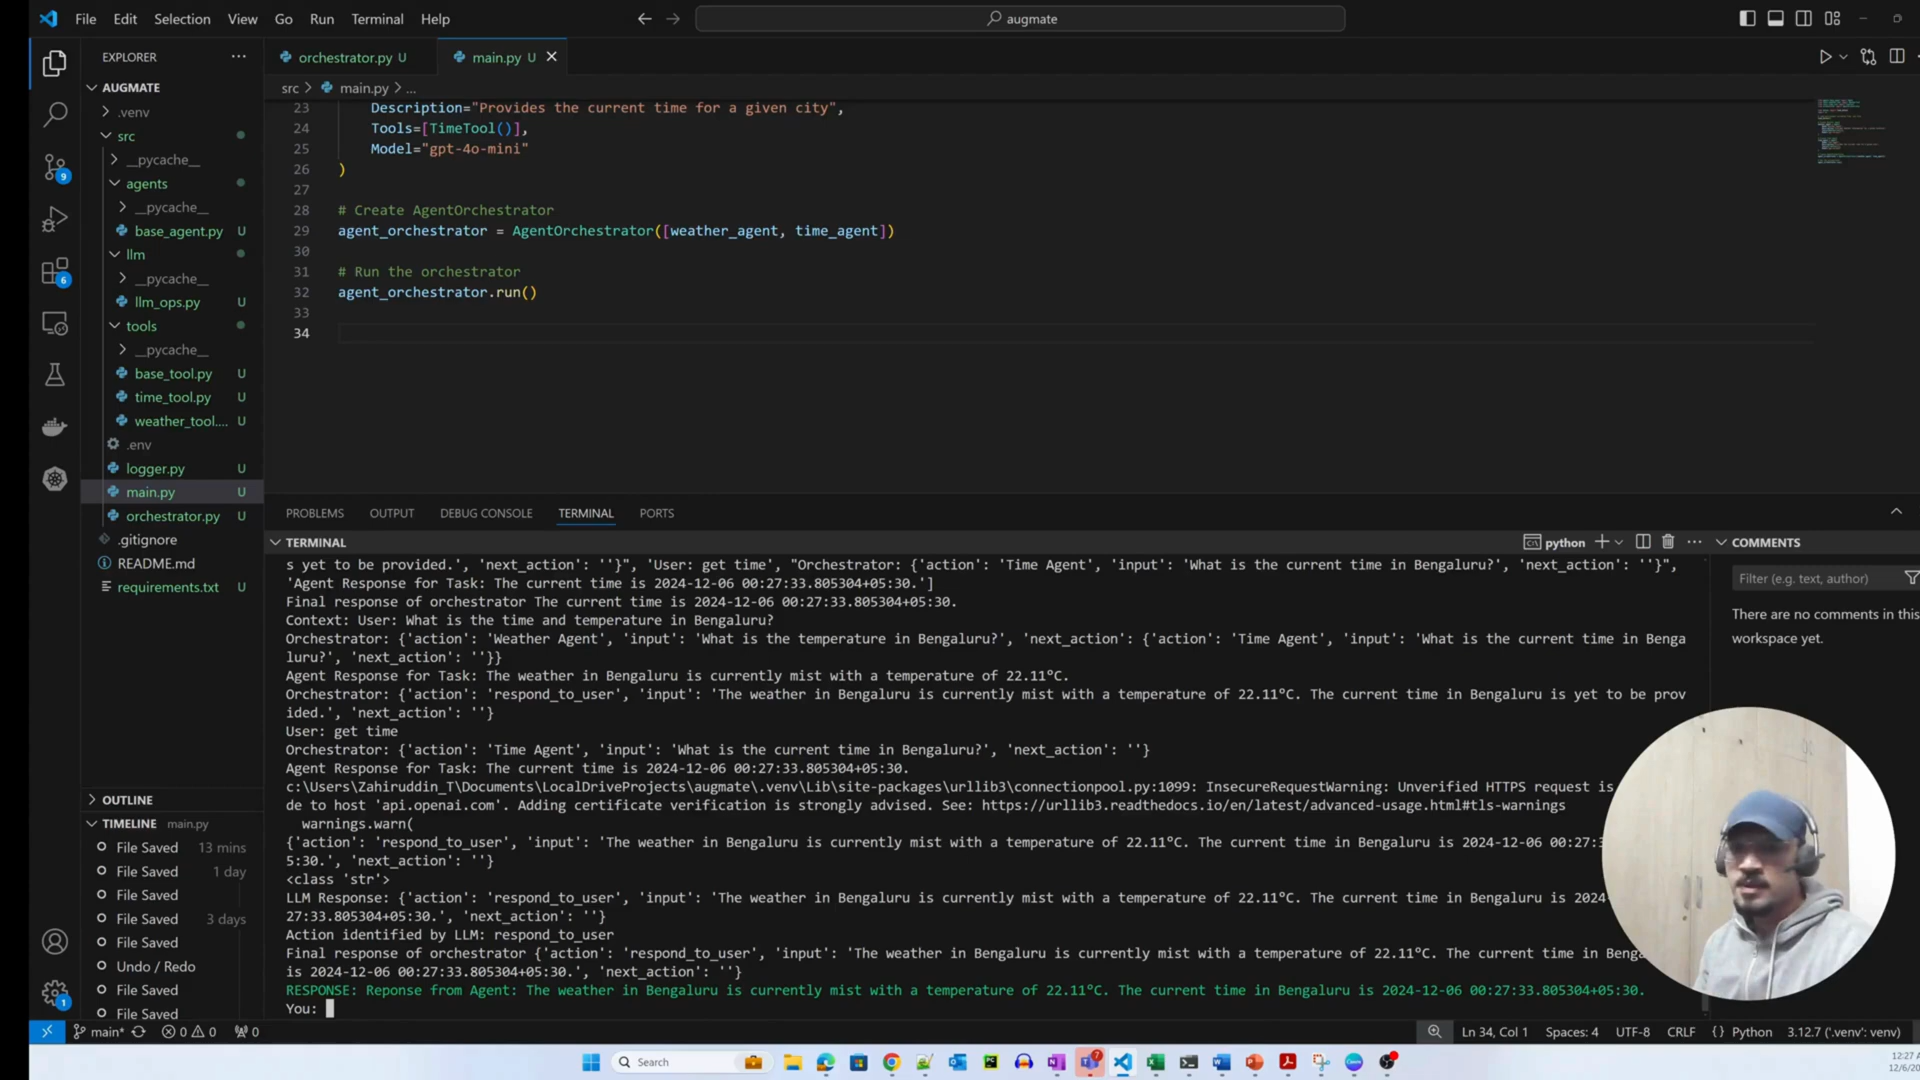 File Edit Selection View Go Run Terminal Help
augmate
EXPLORER
AUGMATE
.venv
src
__pycache__
agents
__pycache__
base_agent.py U
llm
__pycache__
llm_ops.py U
tools
__pycache__
base_tool.py U
time_tool.py U
weather_tool.... U
.env
logger.py U
main.py U
orchestrator.py U
.gitignore
README.md
requirements.txt U
OUTLINE
TIMELINE main.py
File Saved 13 mins
File Saved 1 day
File Saved
File Saved 3 days
File Saved
Undo / Redo
File Saved
File Saved
9
6
1
orchestrator.py U
main.py U
src > main.py > ...
23 Description="Provides the current time for a given city",
24 Tools=[TimeTool()],
25 Model="gpt-4o-mini"
26 )
27
28 # Create AgentOrchestrator
29 agent_orchestrator = AgentOrchestrator([weather_agent, time_agent])
30
31 # Run the orchestrator
32 agent_orchestrator.run()
33
34
PROBLEMS OUTPUT DEBUG CONSOLE TERMINAL PORTS
TERMINAL
python
s yet to be provided.', 'next_action': ''}", 'User: get time', "Orchestrator: {'action': 'Time Agent', 'input': 'What is the current time in Bengaluru?', 'next_action': ''}",
'Agent Response for Task: The current time is 2024-12-06 00:27:33.805304+05:30.']
Final response of orchestrator The current time is 2024-12-06 00:27:33.805304+05:30.
Context: User: What is the time and temperature in Bengaluru?
Orchestrator: {'action': 'Weather Agent', 'input': 'What is the temperature in Bengaluru?', 'next_action': {'action': 'Time Agent', 'input': 'What is the current time in Benga
luru?', 'next_action': ''}}
Agent Response for Task: The weather in Bengaluru is currently mist with a temperature of 22.11ºC.
Orchestrator: {'action': 'respond_to_user', 'input': 'The weather in Bengaluru is currently mist with a temperature of 22.11ºC. The current time in Bengaluru is yet to be prov
ided.', 'next_action': ''}
User: get time
Orchestrator: {'action': 'Time Agent', 'input': 'What is the current time in Bengaluru?', 'next_action': ''}
Agent Response for Task: The current time is 2024-12-06 00:27:33.805304+05:30.
c:\Users\Zahiruddin_T\Documents\LocalDriveProjects\augmate\.venv\Lib\site-packages\urllib3\connectionpool.py:1099: InsecureRequestWarning: Unverified HTTPS request is
de to host 'api.openai.com'. Adding certificate verification is strongly advised. See: https://urllib3.readthedocs.io/en/latest/advanced-usage.html#tls-warnings
warnings.warn(
{'action': 'respond_to_user', 'input': 'The weather in Bengaluru is currently mist with a temperature of 22.11ºC. The current time in Bengaluru is 2024-12-06 00:27:3
5:30.', 'next_action': ''}
<class 'str'>
LLM Response: {'action': 'respond_to_user', 'input': 'The weather in Bengaluru is currently mist with a temperature of 22.11ºC. The current time in Bengaluru is 2024
27:33.805304+05:30.', 'next_action': ''}
Action identified by LLM: respond_to_user
Final response of orchestrator {'action': 'respond_to_user', 'input': 'The weather in Bengaluru is currently mist with a temperature of 22.11ºC. The current time in Benga
is 2024-12-06 00:27:33.805304+05:30.', 'next_action': ''}
RESPONSE: Reponse from Agent: The weather in Bengaluru is currently mist with a temperature of 22.11ºC. The current time in Bengaluru is 2024-12-06 00:27:33.805304+05:30.
You:
COMMENTS
Filter (e.g. text, author)
There are no comments in this
workspace yet.
main* 0 0 0
Ln 34, Col 1 Spaces: 4 UTF-8 CRLF {} Python 3.12.7 ('.venv': venv)
Search
7
12:27 A
12/6/20